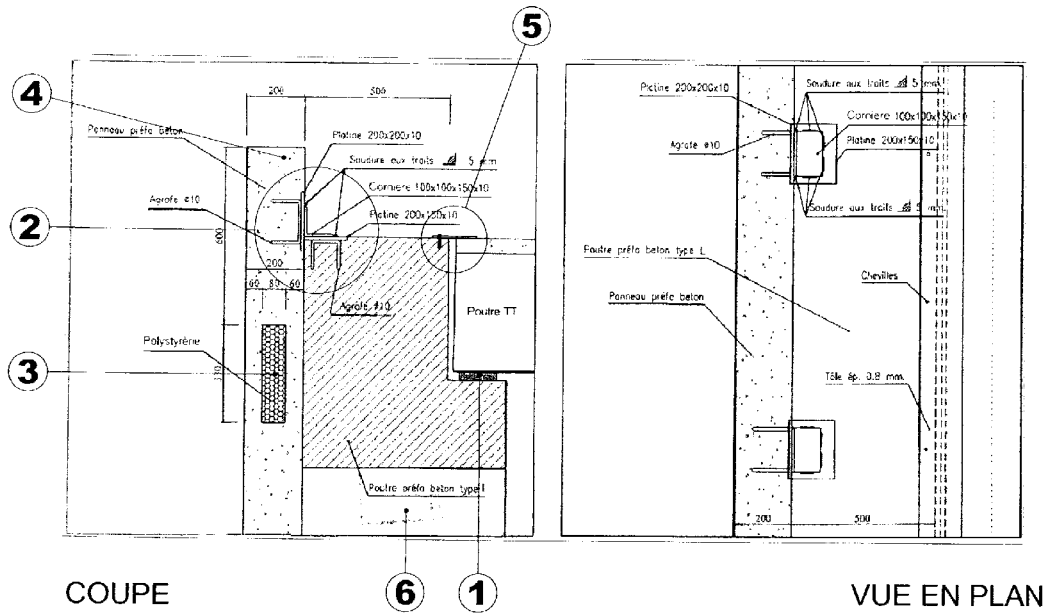 5
4
200
500
Panneau préfa béton
Platine 200x200x10
Soudure aux traits 5 mm
Cornière 100x100x150x10
Agrafe ø10
Platine 200x150x10
2
600
200
60 80 60
Agrafe ø10
Poutre TT
Polystyrène
3
Poutre préfa béton type L
6
1
COUPE
Platine 200x200x10
Soudure aux traits 5 mm
Cornière 100x100x150x10
Agrafe ø10
Platine 200x150x10
Soudure aux traits 5 mm
Poutre préfa beton type L
Chevilles
Panneau préfa beton
Tôle ép. 0.8 mm.
200
500
VUE EN PLAN